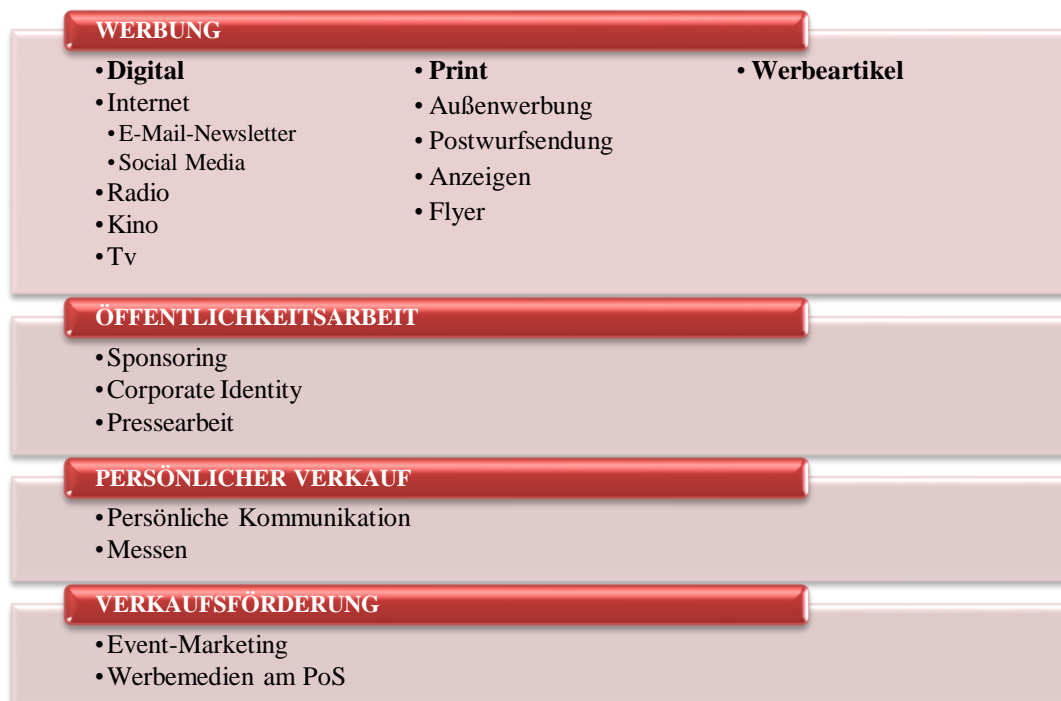 WERBUNG
• Digital
• Internet
• E-Mail-Newsletter
• Social Media
• Radio
• Kino
• Tv
• Print
• Außenwerbung
• Postwurfsendung
• Anzeigen
• Flyer
• Werbeartikel
ÖFFENTLICHKEITSARBEIT
• Sponsoring
• Corporate Identity
• Pressearbeit
PERSÖNLICHER VERKAUF
• Persönliche Kommunikation
• Messen
VERKAUFSFÖRDERUNG
• Event-Marketing
• Werbemedien am PoS